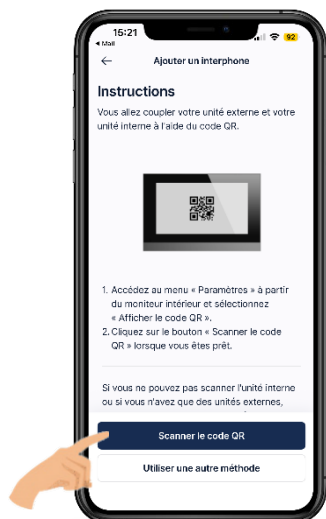 15:21
92
Mail
Ajouter un interphone
Instructions
Vous allez coupler votre unité externe et votre
unité interne à l'aide du code QR.
1. Accédez au menu « Paramètres » à partir
du moniteur intérieur et sélectionnez
« Afficher le code QR ».
2. Cliquez sur le bouton « Scanner le code
QR » lorsque vous êtes prêt.
Si vous ne pouvez pas scanner l'unité interne
ou si vous n'avez que des unités externes,
Scanner le code QR
Utiliser une autre méthode